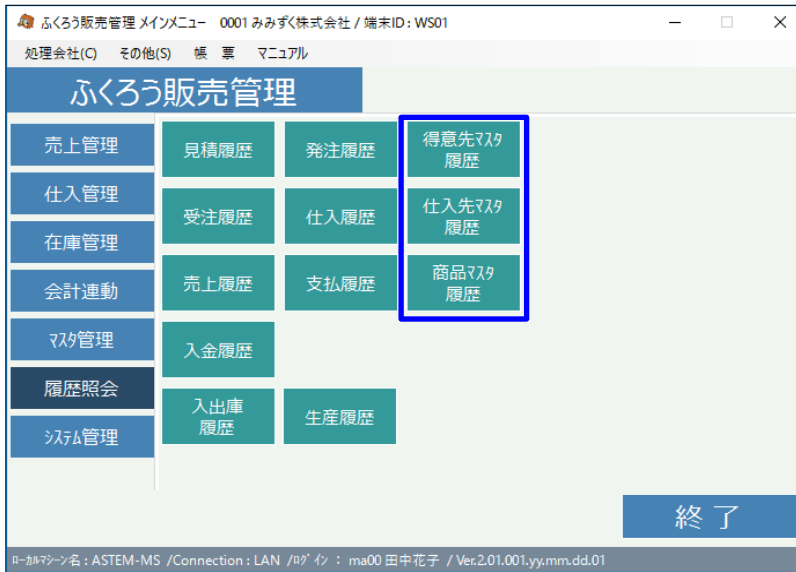 ふくろう販売管理 メインメニュー　0001 みみずく株式会社 / 端末ID : WS01
処理会社(C)　その他(S)　帳　票　マニュアル
ふくろう販売管理
売上管理
仕入管理
在庫管理
会計連動
ﾏｽﾀ管理
履歴照会
ｼｽﾃﾑ管理
見積履歴　発注履歴　得意先ﾏｽﾀ
履歴
受注履歴　仕入履歴　仕入先ﾏｽﾀ
履歴
売上履歴　支払履歴　商品ﾏｽﾀ
履歴
入金履歴
入出庫
履歴　生産履歴
終 了
ﾛｰｶﾙﾏｼｰﾝ名 : ASTEM-MS /Connection : LAN /ﾛｸﾞｲﾝ ： ma00 田中花子 / Ver.2.01.001.yy.mm.dd.01